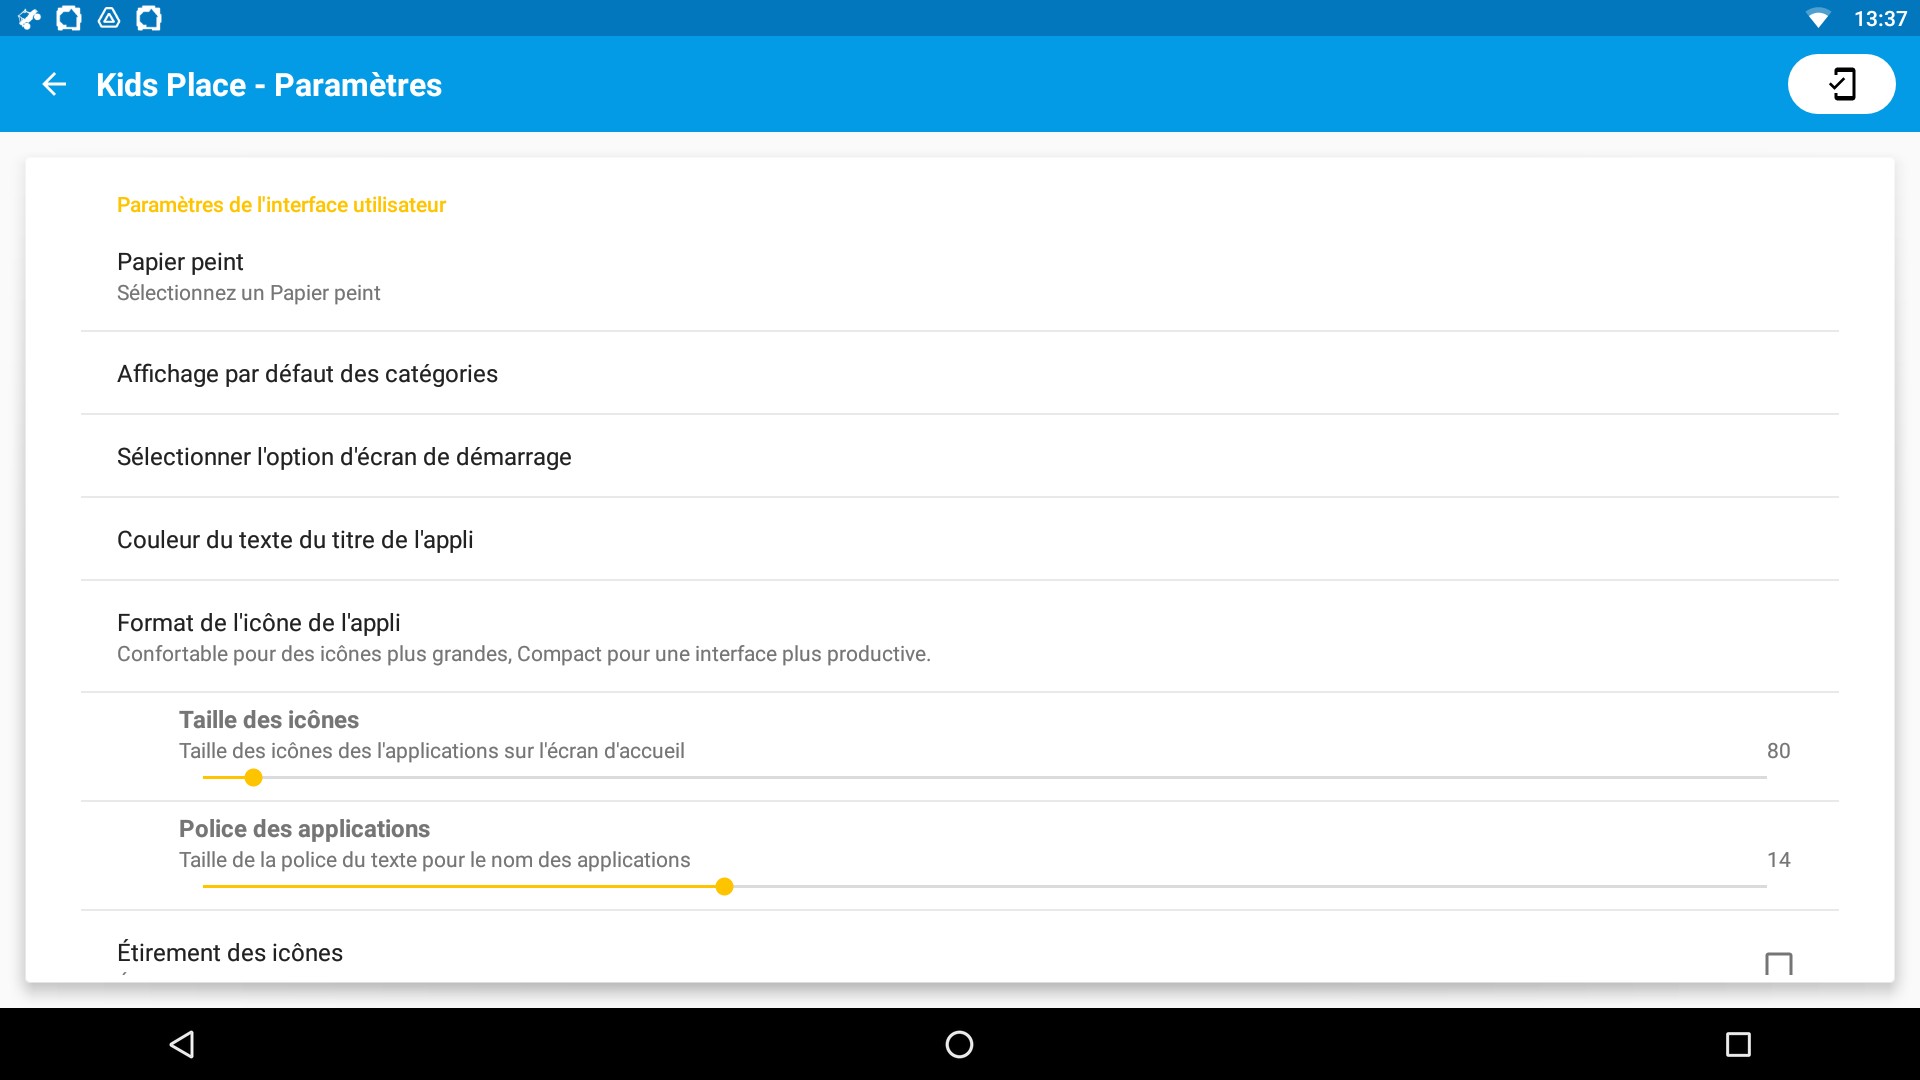 13:37
Kids Place - Paramètres
Paramètres de l'interface utilisateur
Papier peint
Sélectionnez un Papier peint
Affichage par défaut des catégories
Sélectionner l'option d'écran de démarrage
Couleur du texte du titre de l'appli
Format de l'icône de l'appli
Confortable pour des icônes plus grandes, Compact pour une interface plus productive.
Taille des icônes
Taille des icônes des l'applications sur l'écran d'accueil
80
Police des applications
Taille de la police du texte pour le nom des applications
14
Étirement des icônes